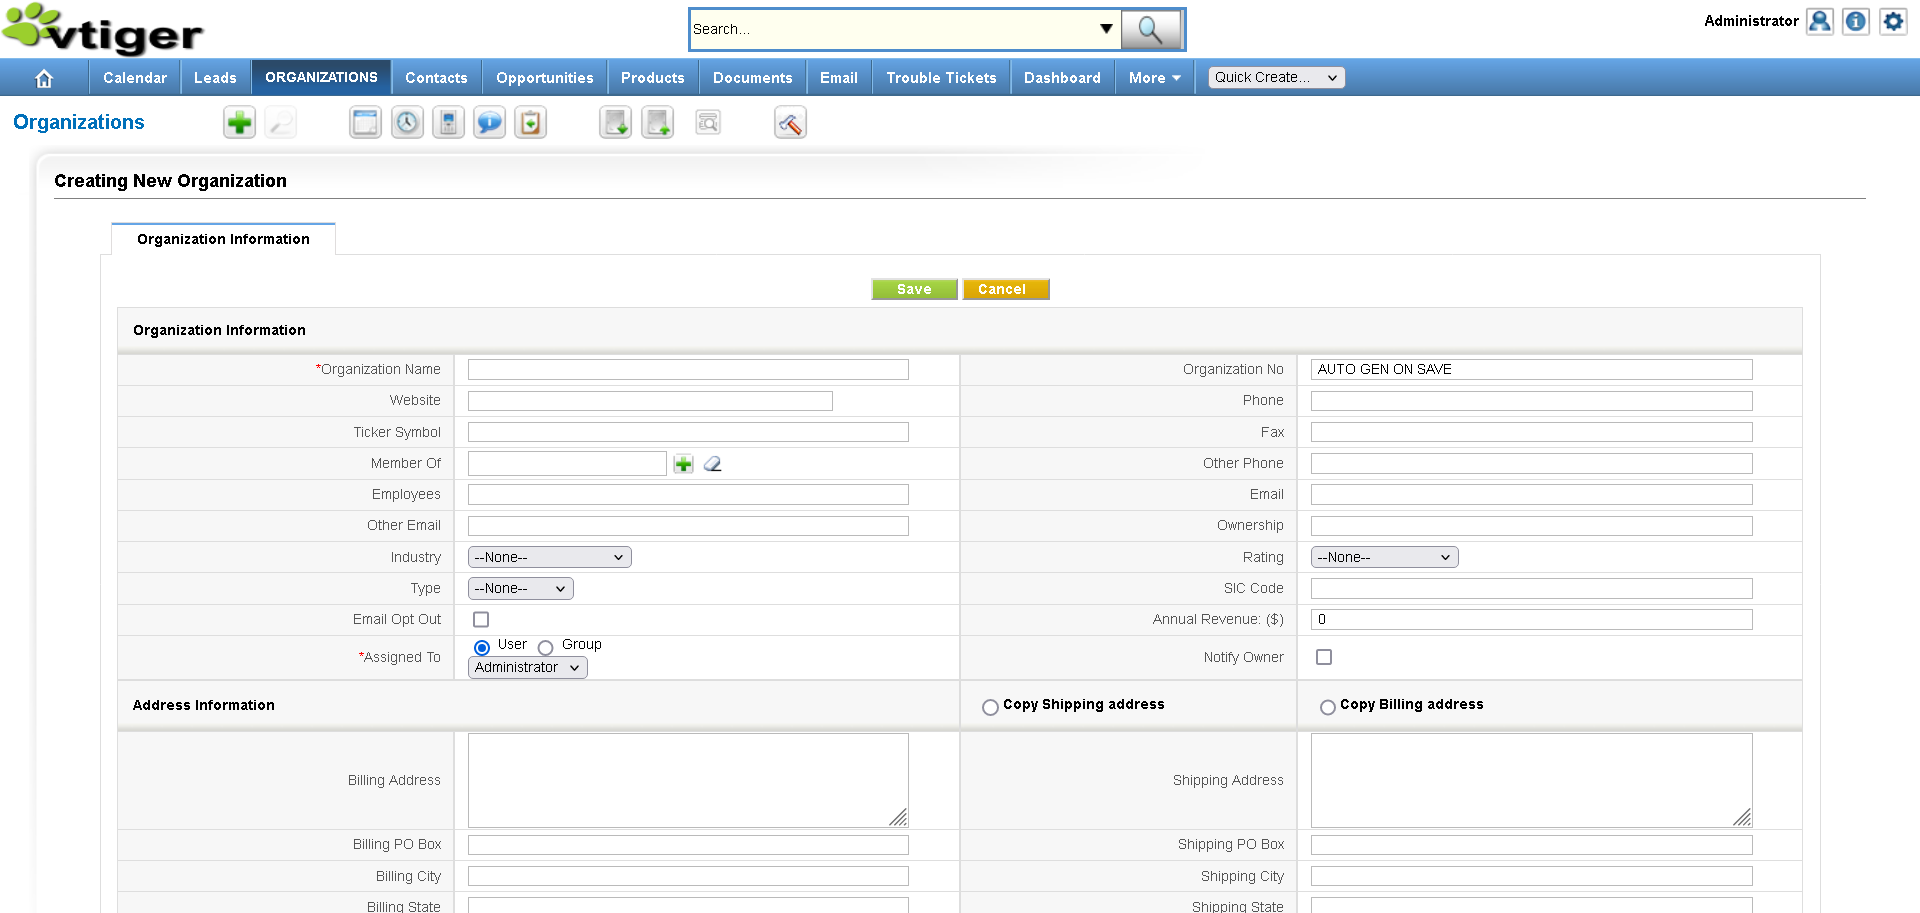 vtiger
Search...
Administrator
Calendar
Leads
ORGANIZATIONS
Contacts
Opportunities
Products
Documents
Email
Trouble Tickets
Dashboard
More
Quick Create...
Organizations
Creating New Organization
Organization Information
Save
Cancel
Organization Information
*Organization Name
Organization No
AUTO GEN ON SAVE
Website
Phone
Ticker Symbol
Fax
Member Of
Other Phone
Employees
Email
Other Email
Ownership
Industry
--None--
Rating
--None--
Type
--None--
SIC Code
Email Opt Out
Annual Revenue: ($)
0
*Assigned To
User
Group
Administrator
Notify Owner
Address Information
Copy Shipping address
Copy Billing address
Billing Address
Shipping Address
Billing PO Box
Shipping PO Box
Billing City
Shipping City
Billing State
Shipping State